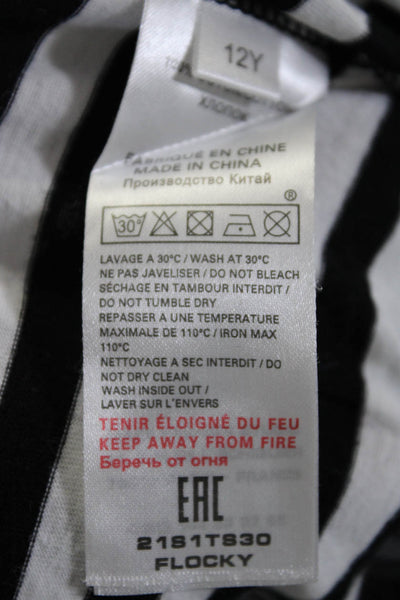 12Y
ХЛОПОК
FABRIQUE EN CHINE
MADE IN CHINA
Производство Китай
®
30°
LAVAGE A 30°C / WASH AT 30°C
NE PAS JAVELISER / DO NOT BLEACH
SÉCHAGE EN TAMBOUR INTERDIT /
DO NOT TUMBLE DRY
REPASSER A UNE TEMPERATURE
MAXIMALE DE 110°C / IRON MAX
110°C
NETTOYAGE A SEC INTERDIT / DO
NOT DRY CLEAN
WASH INSIDE OUT /
LAVER SUR L'ENVERS
TENIR ÉLOIGNÉ DU FEU
KEEP AWAY FROM FIRE
Беречь от огня
EAC
21S1TS30
FLOCKY